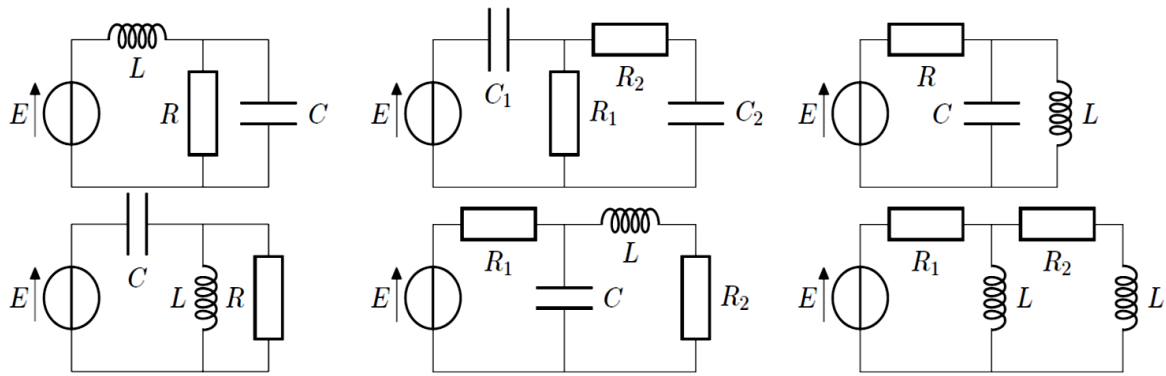 E L R C
E C₁ R₁ R₂ C₂
E R C L
E C L R
E R₁ C L R₂
E R₁ L R₂ L